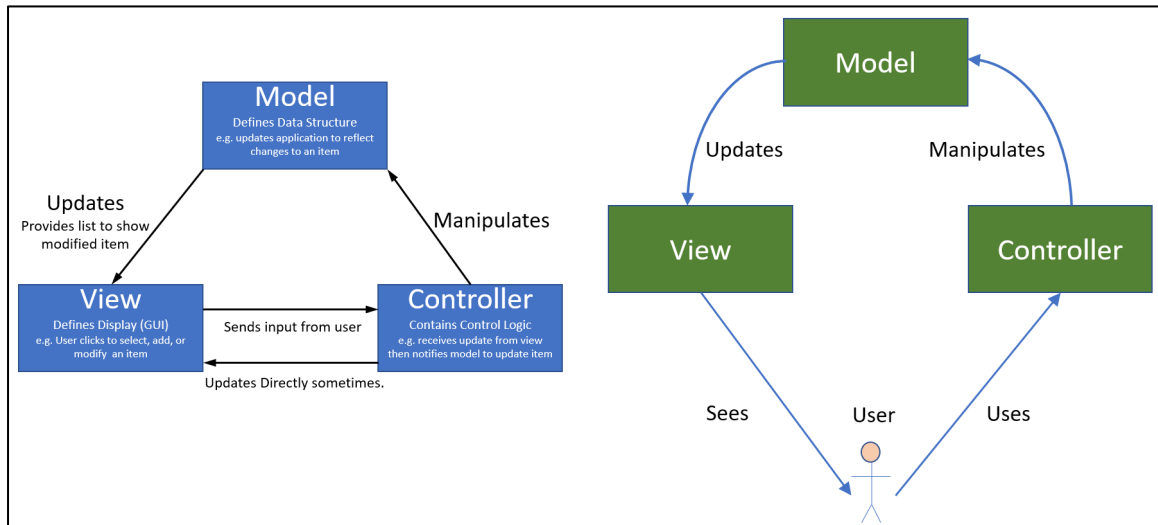 Model
Defines Data Structure
e.g. updates application to reflect
changes to an item
Updates
Provides list to show
modified item
Manipulates
View
Defines Display (GUI)
e.g. User clicks to select, add, or
modify an item
Sends input from user
Updates Directly sometimes.
Controller
Contains Control Logic
e.g. receives update from view
then notifies model to update item
Model
Updates
Manipulates
View
Controller
Sees
User
Uses